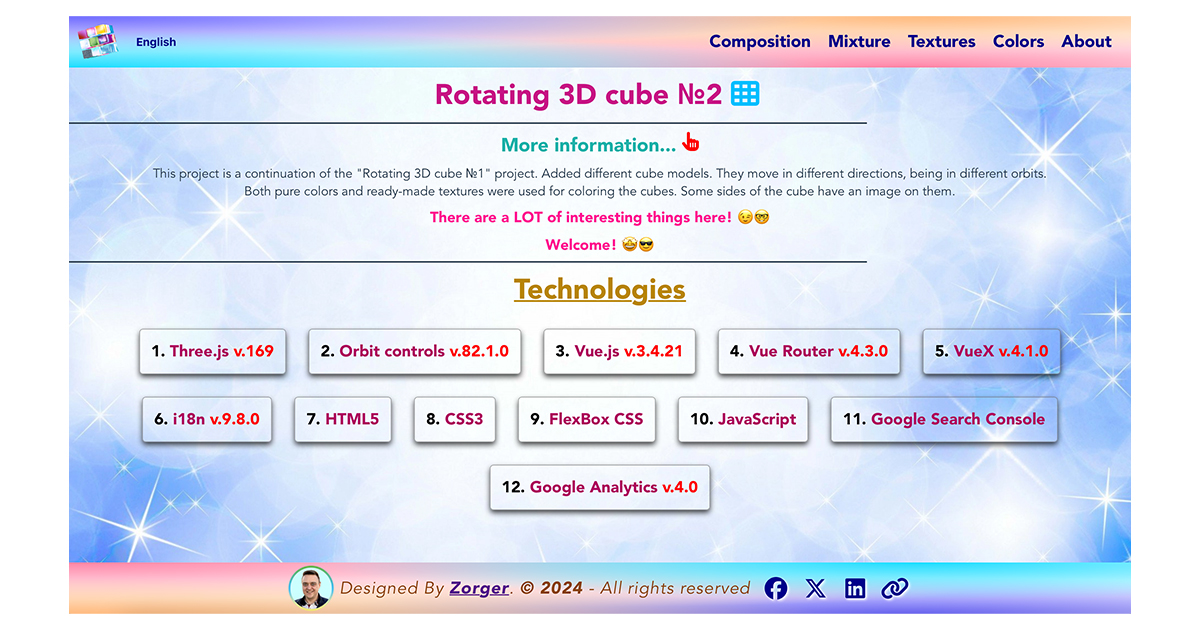 English
Composition Mixture Textures Colors About
Rotating 3D cube №2
More information...
This project is a continuation of the "Rotating 3D cube №1" project. Added different cube models. They move in different directions, being in different orbits.
Both pure colors and ready-made textures were used for coloring the cubes. Some sides of the cube have an image on them.
There are a LOT of interesting things here! 😉🤓
Welcome! 🤩😎
Technologies
1. Three.js v.169 2. Orbit controls v.82.1.0 3. Vue.js v.3.4.21 4. Vue Router v.4.3.0 5. VueX v.4.1.0
6. i18n v.9.8.0 7. HTML5 8. CSS3 9. FlexBox CSS 10. JavaScript 11. Google Search Console
12. Google Analytics v.4.0
Designed By Zorger. © 2024 - All rights reserved